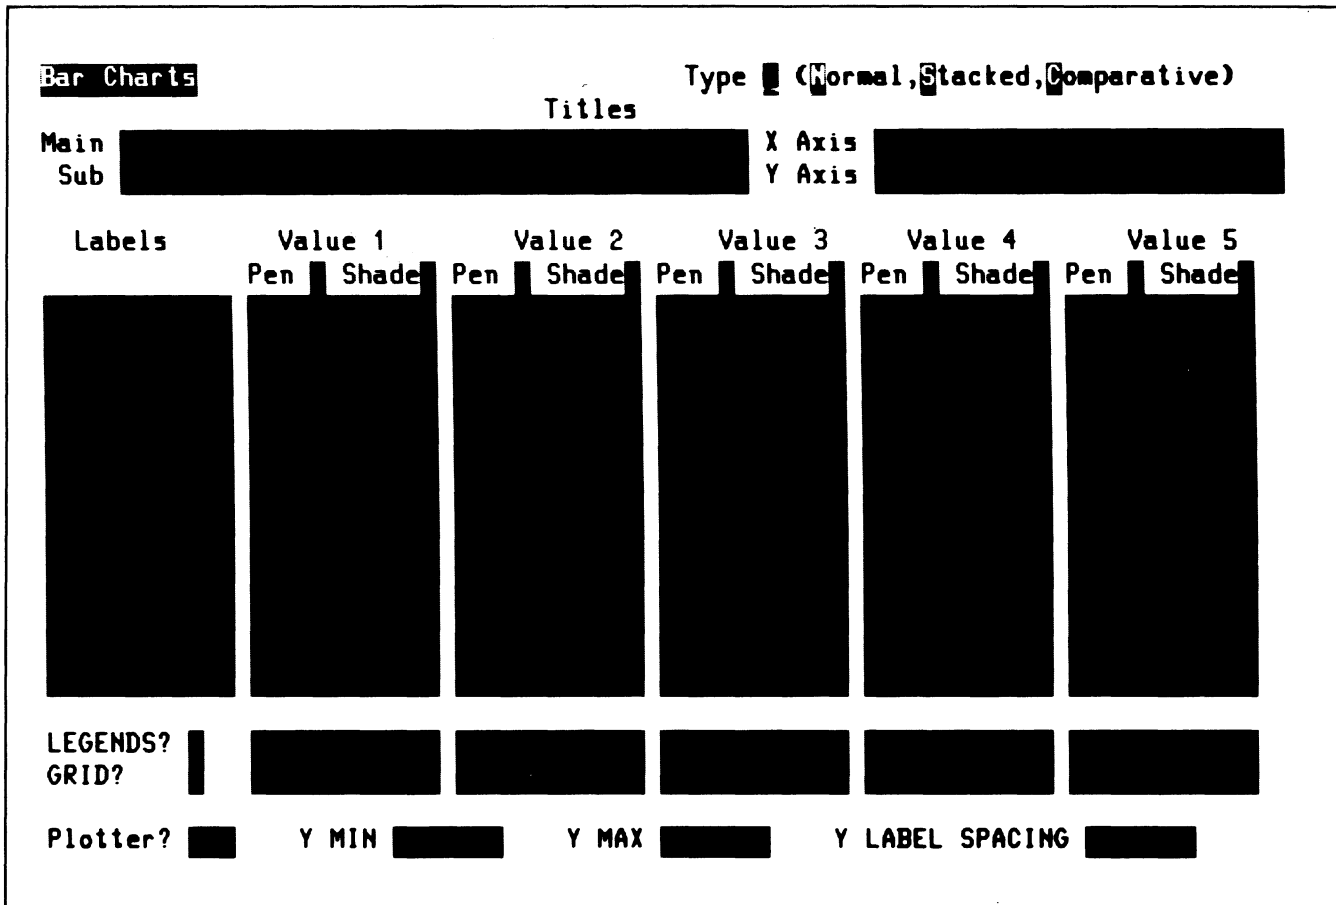 Bar Charts Type (Normal,Stacked,Comparative)
Titles
Main X Axis
Sub Y Axis
Labels Value 1 Value 2 Value 3 Value 4 Value 5
Pen Shade Pen Shade Pen Shade Pen Shade Pen Shade
LEGENDS?
GRID?
Plotter? Y MIN Y MAX Y LABEL SPACING